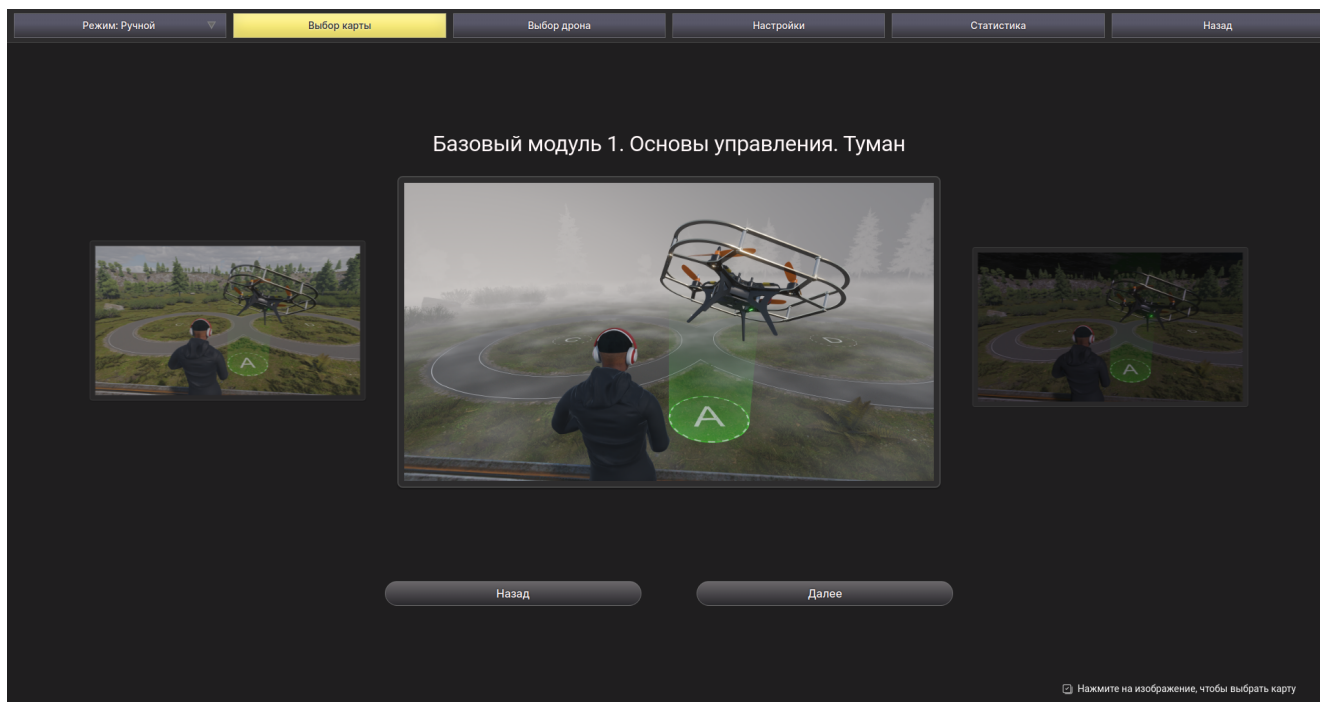 Режим: Ручной
Выбор карты
Выбор дрона
Настройки
Статистика
Назад
Базовый модуль 1. Основы управления. Туман
A
C
D
A
A
Назад
Далее
Нажмите на изображение, чтобы выбрать карту